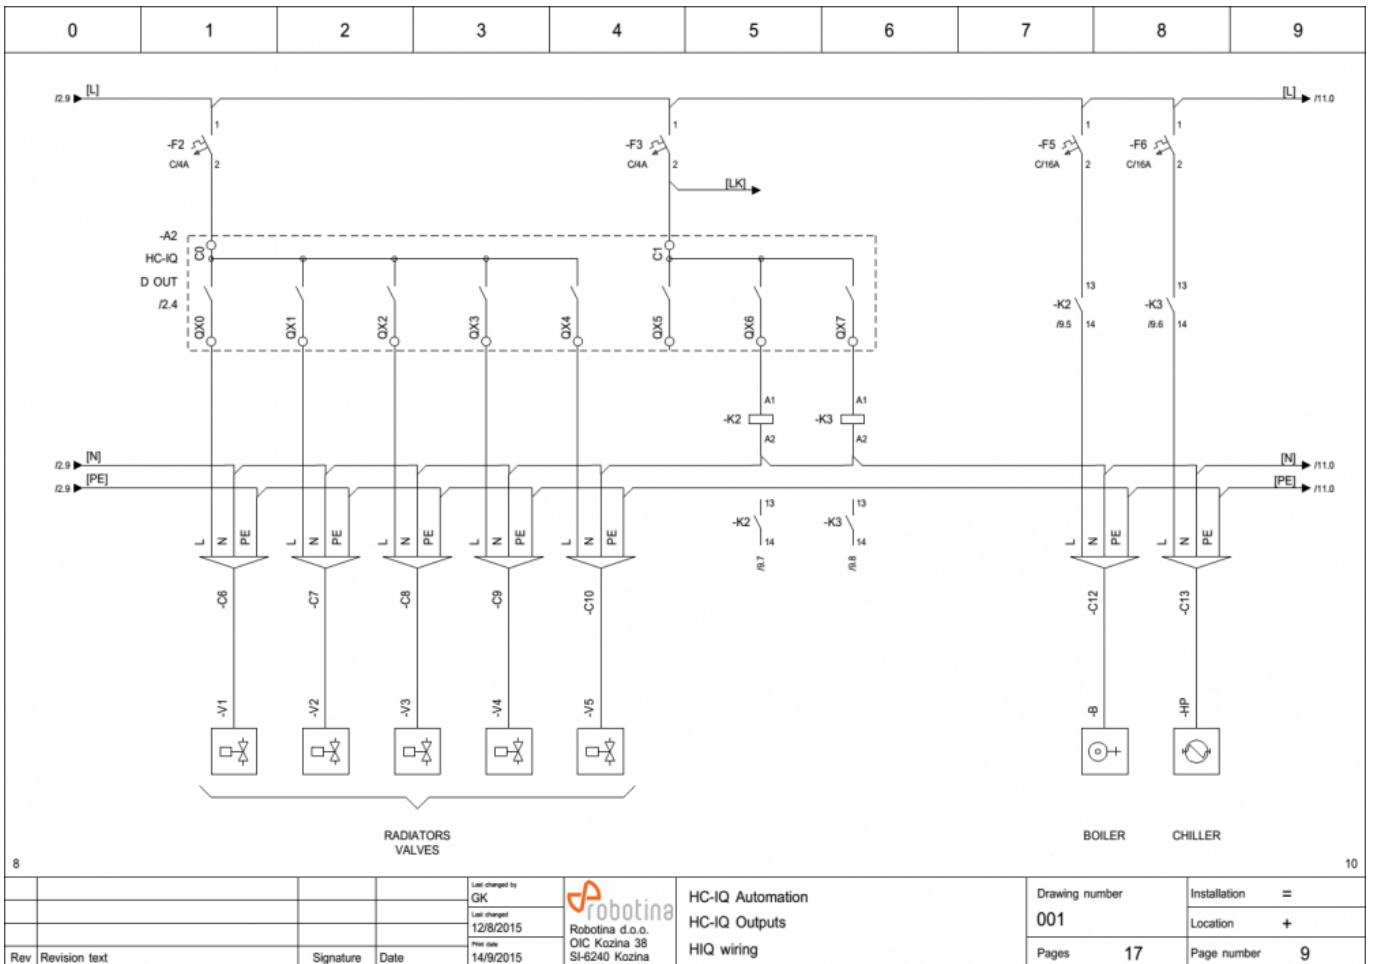 0 1 2 3 4 5 6 7 8 9
/2.9 [L] [L] /11.0
1 1 1 1
-F2 -F3 -F5 -F6
C/4A 2 C/4A 2 C/16A 2 C/16A 2
[LK]
-A2
HC-IQ C0 C1
D OUT
/2.4
13 13
-K2 -K3
/9.5 14 /9.6 14
QX0 QX1 QX2 QX3 QX4 QX5 QX6 QX7
A1 A1
-K2 -K3
A2 A2
/2.9 [N] [N] /11.0
/2.9 [PE] [PE] /11.0
13 13
-K2 -K3
14 14
/9.7 /9.8
L N PE L N PE L N PE L N PE L N PE L N PE L N PE
-C6 -C7 -C8 -C9 -C10 -C12 -C13
-V1 -V2 -V3 -V4 -V5 -B -HP
RADIATORS
VALVES
BOILER CHILLER
8 10
Last changed by
GK
Last changed
12/8/2015
Print date
14/9/2015
Rev Revision text Signature Date
robotina
Robotina d.o.o.
OIC Kozina 38
SI-6240 Kozina
HC-IQ Automation
HC-IQ Outputs
HIQ wiring
Drawing number
001
Pages 17
Installation =
Location +
Page number 9